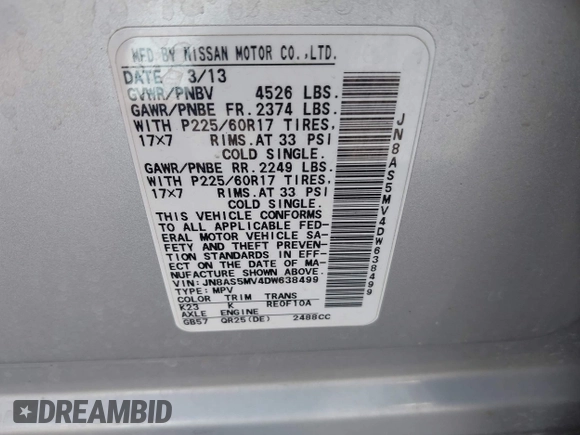 MFD BY NISSAN MOTOR CO.,LTD.
DATE 3/13
GVWR/PNBV 4526 LBS.
GAWR/PNBE FR. 2374 LBS.
WITH P225/60R17 TIRES,
17×7 RIMS.AT 33 PSI
COLD SINGLE.
GAWR/PNBE RR. 2249 LBS.
WITH P225/60R17 TIRES,
17×7 RIMS.AT 33 PSI
COLD SINGLE.
THIS VEHICLE CONFORMS
TO ALL APPLICABLE FED-
ERAL MOTOR VEHICLE SA-
FETY AND THEFT PREVEN-
TION STANDARDS IN EFF-
ECT ON THE DATE OF MA-
NUFACTURE SHOWN ABOVE.
VIN:JN8AS5MV4DW638499
TYPE:MPV
COLOR TRIM TRANS
K23 K RE0F10A
AXLE ENGINE
GB57 QR25(DE) 2488CC
JN8AS5MV4DW638499
DREAMBID